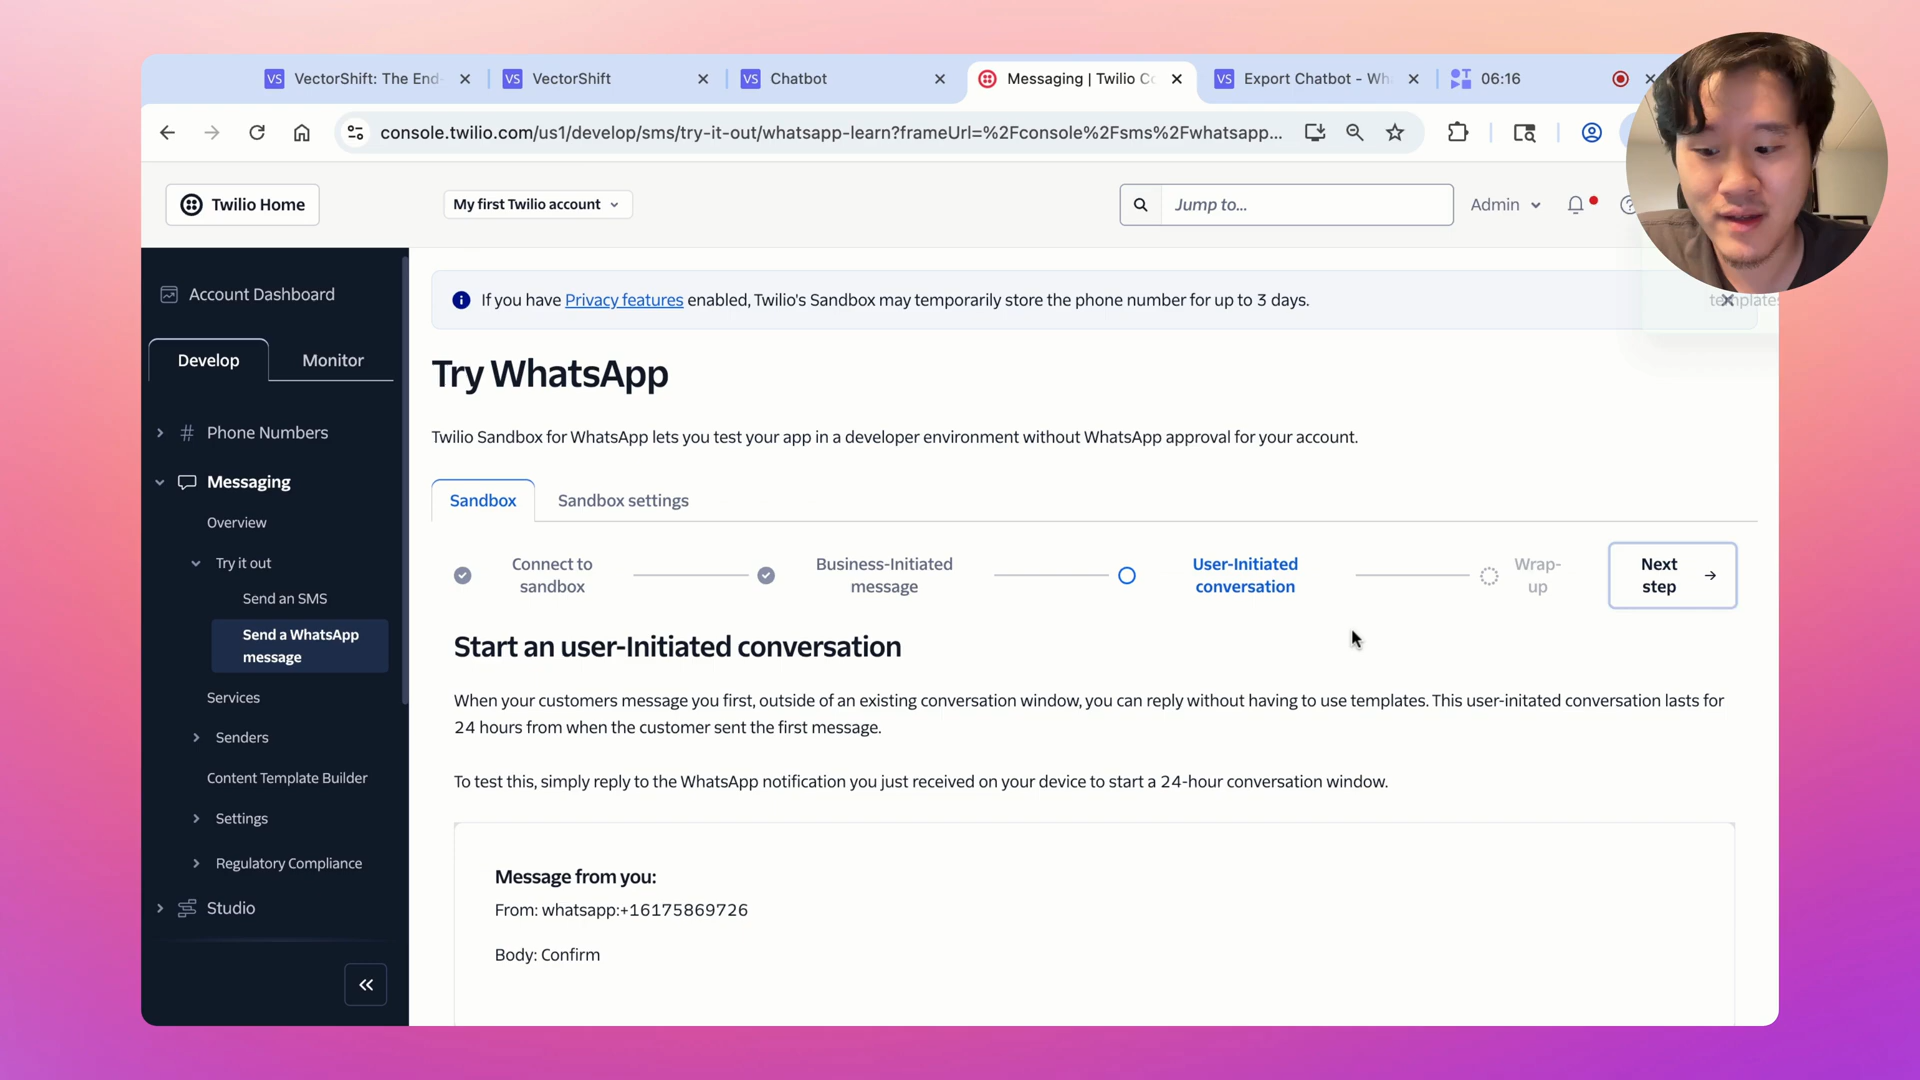 VS VectorShift: The End-
VS VectorShift
VS Chatbot
Messaging | Twilio Co
VS Export Chatbot - Wh
06:16
console.twilio.com/us1/develop/sms/try-it-out/whatsapp-learn?frameUrl=%2Fconsole%2Fsms%2Fwhatsapp...
Twilio Home
My first Twilio account
Jump to...
Admin
Account Dashboard
Develop
Monitor
# Phone Numbers
Messaging
Overview
Try it out
Send an SMS
Send a WhatsApp
message
Services
Senders
Content Template Builder
Settings
Regulatory Compliance
Studio
If you have Privacy features enabled, Twilio's Sandbox may temporarily store the phone number for up to 3 days.
templates
Try WhatsApp
Twilio Sandbox for WhatsApp lets you test your app in a developer environment without WhatsApp approval for your account.
Sandbox
Sandbox settings
Connect to
sandbox
Business-Initiated
message
User-Initiated
conversation
Wrap-
up
Next
step
Start an user-Initiated conversation
When your customers message you first, outside of an existing conversation window, you can reply without having to use templates. This user-initated conversation lasts for
24 hours from when the customer sent the first message.
To test this, simply reply to the WhatsApp notification you just received on your device to start a 24-hour conversation window.
Message from you:
From: whatsapp:+16175869726
Body: Confirm